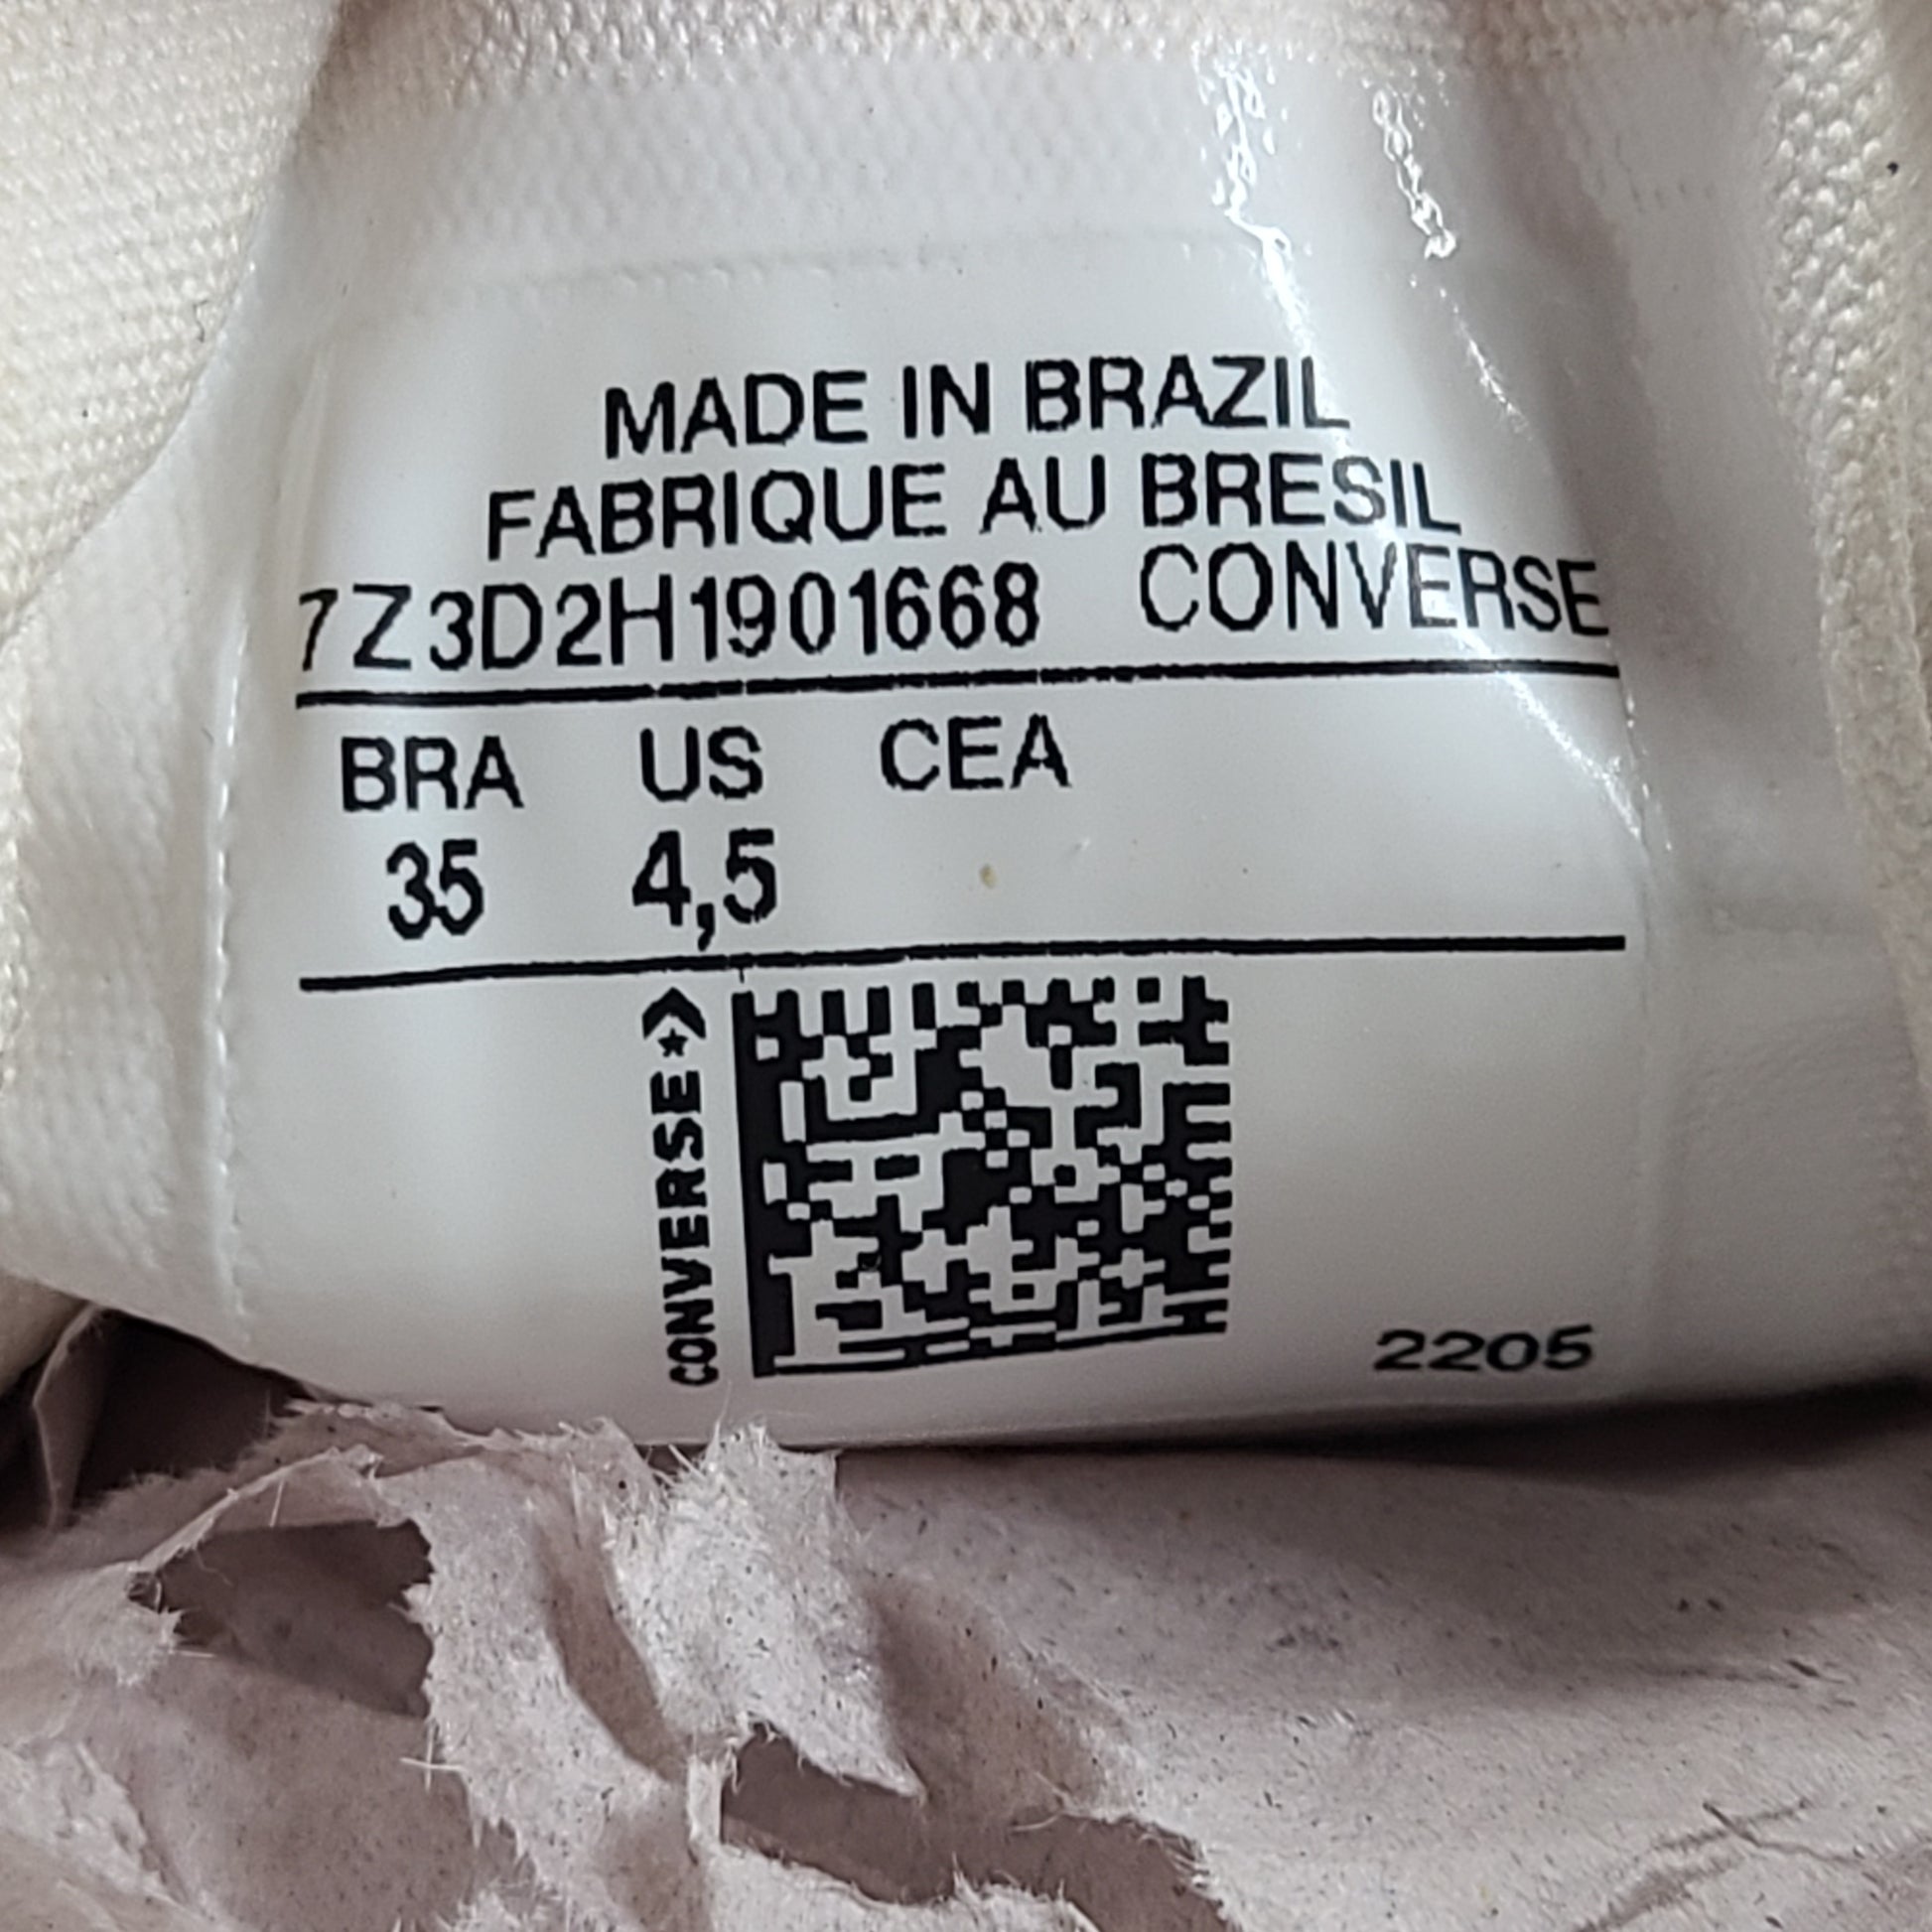 MADE IN BRAZIL
FABRIQUE AU BRESIL
7Z3D2H1901668 CONVERSE
BRA US CEA
35 4,5
CONVERSE
2205